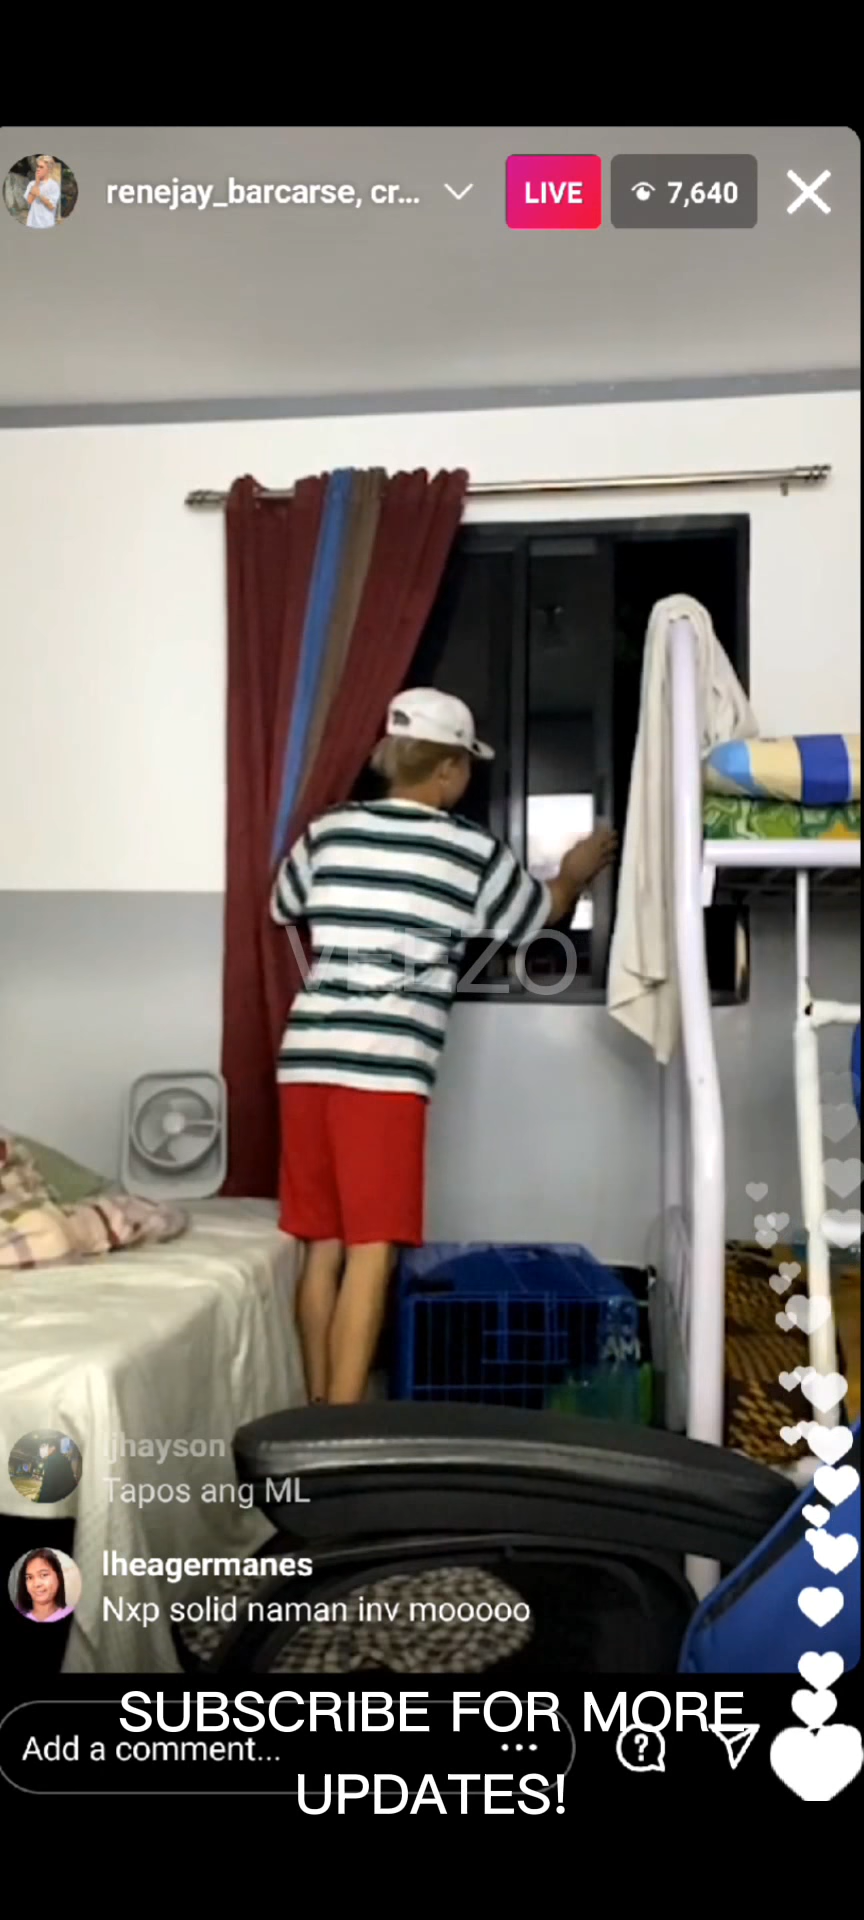 renejay_barcarse, cr...
LIVE
7,640
VEEZO
AM
jhayson
Tapos ang ML
lheagermanes
Nxp solid naman inv mooooo
SUBSCRIBE FOR MORE
Add a comment...
UPDATES!